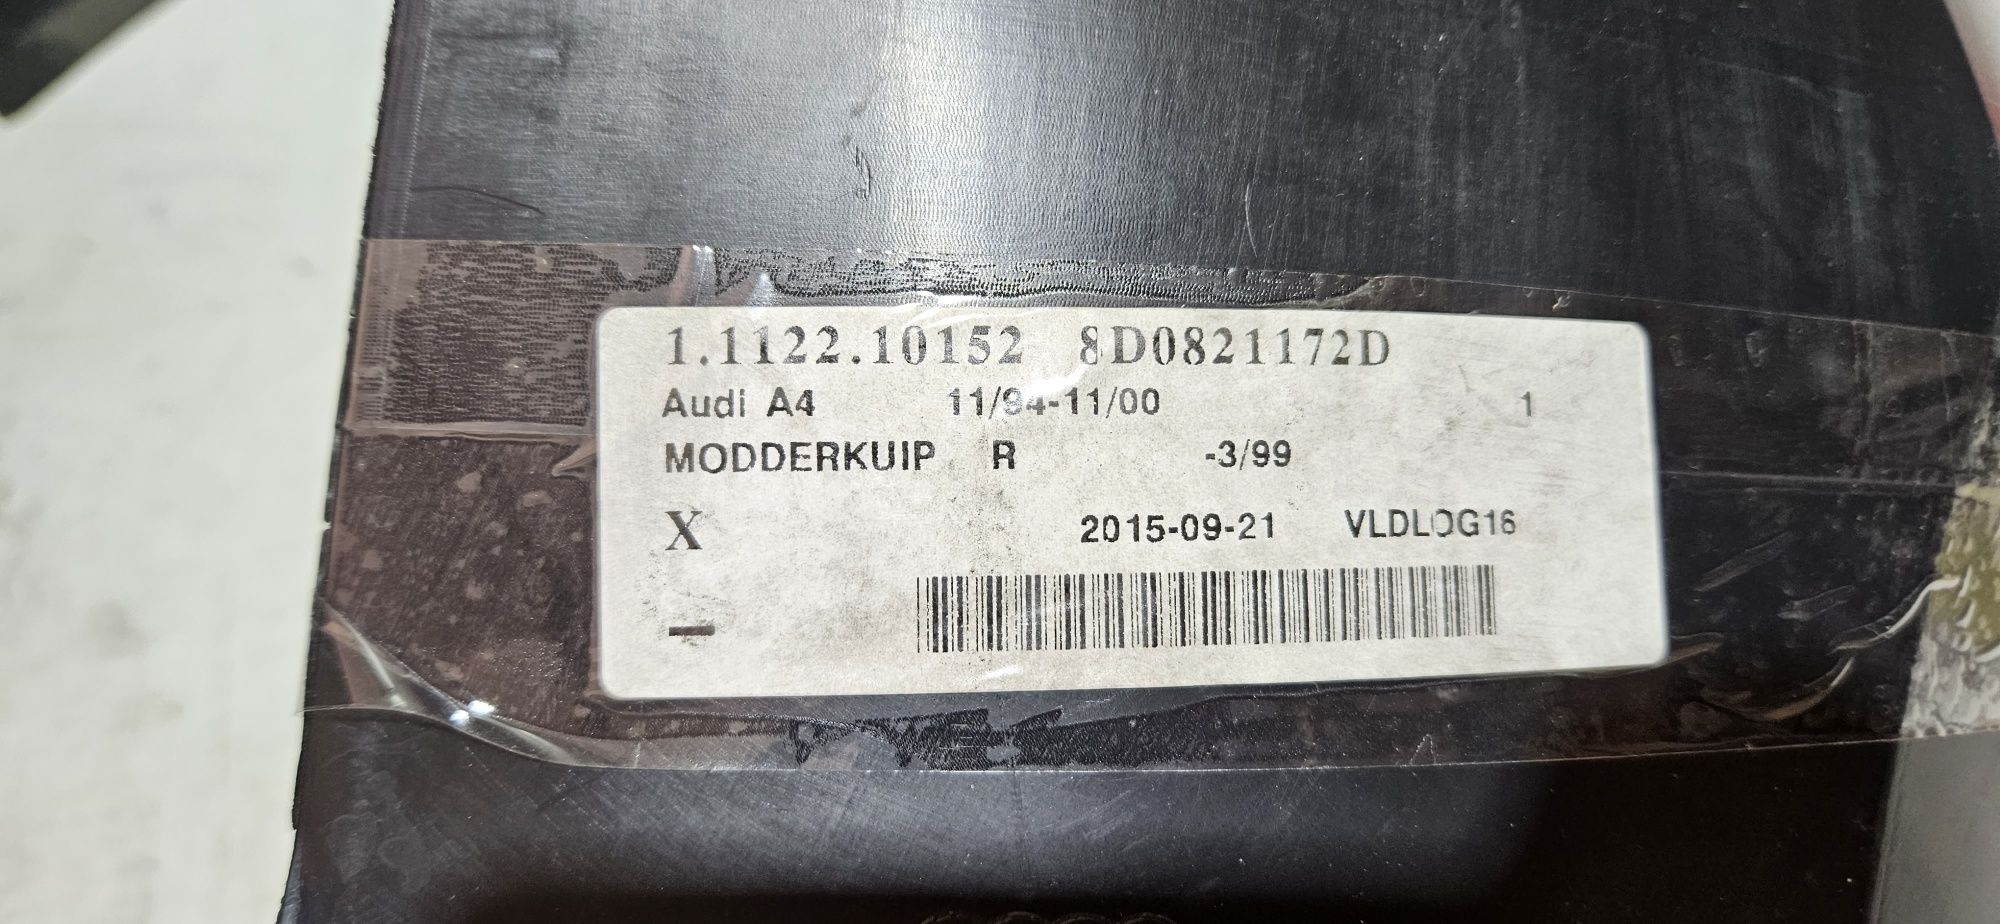 1.1122.10152 8D0821172D
Audi A4 11/94-11/00 1
MODDERKUIP R -3/99
X 2015-09-21 VLDLOG16
-